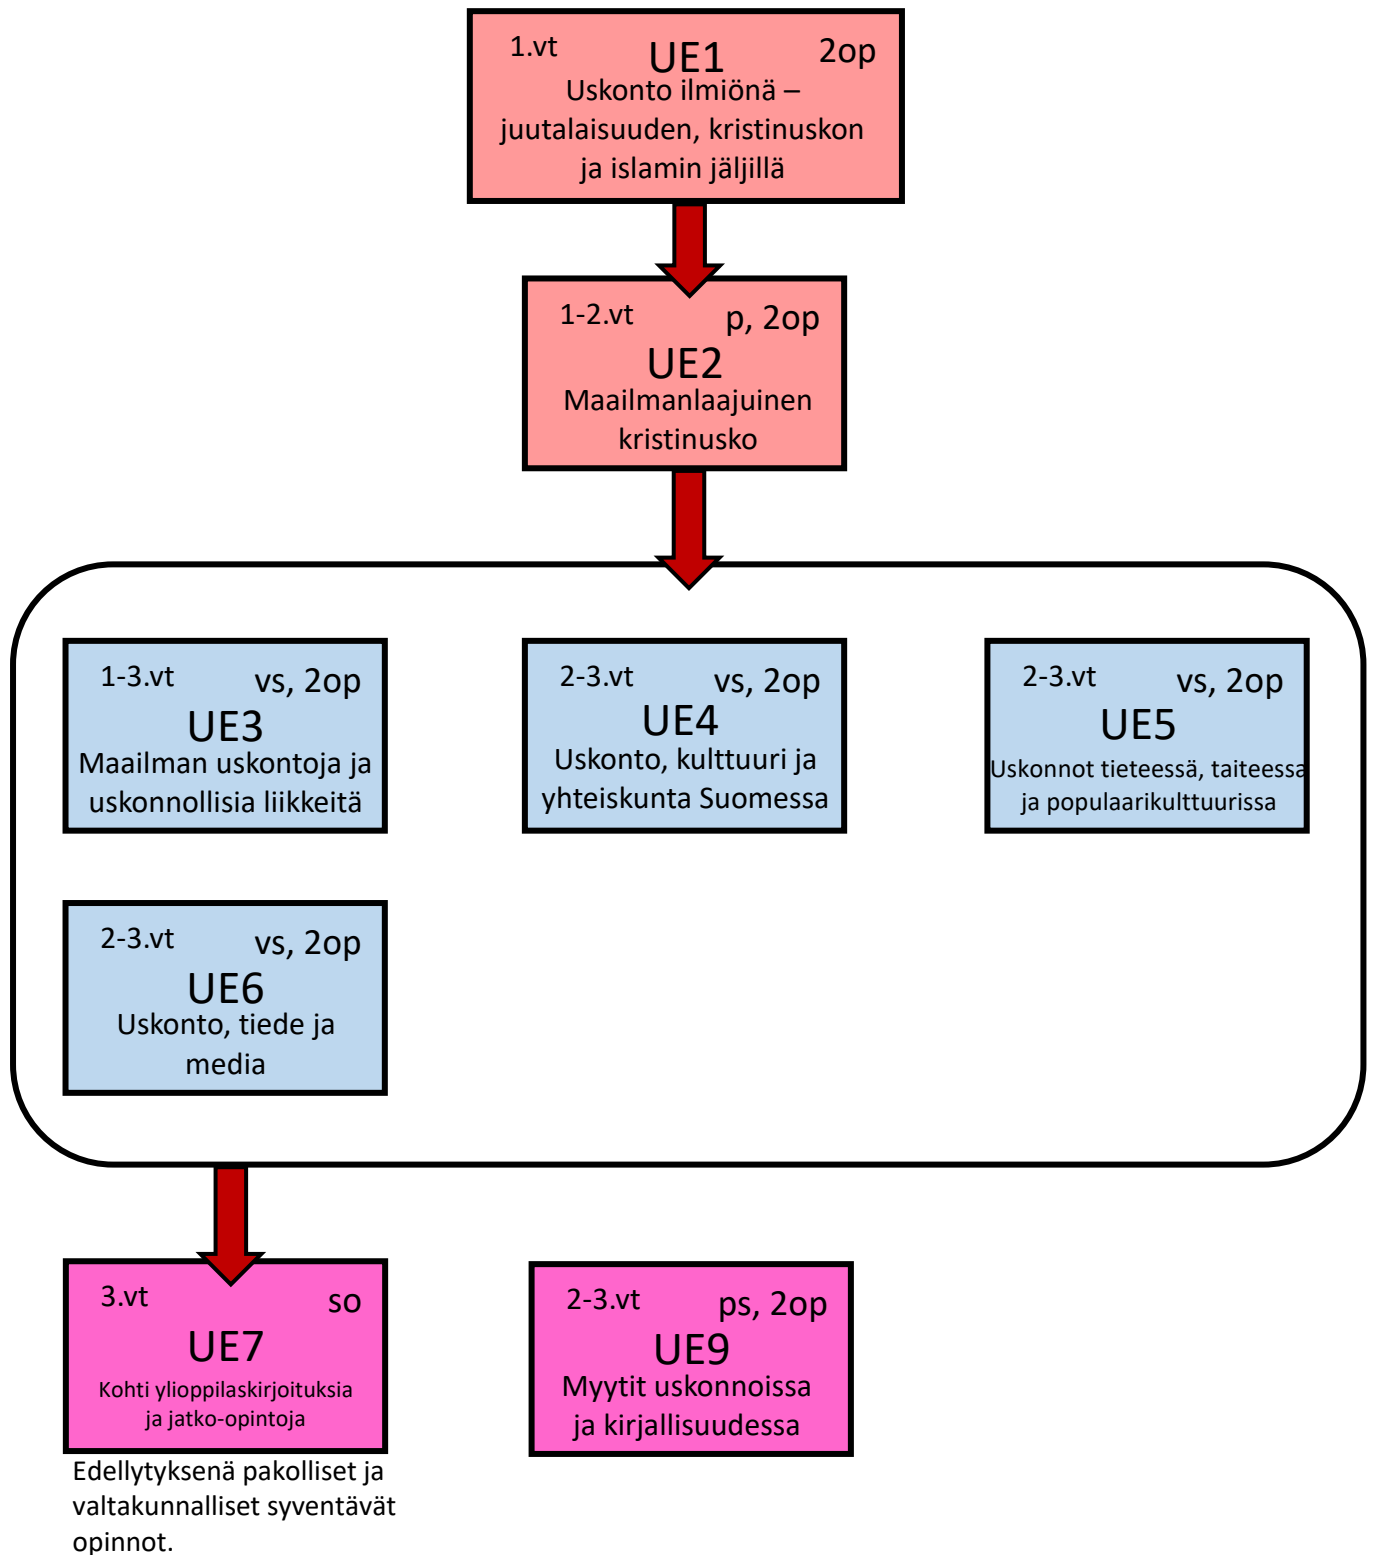 1.vt UE1 2op
Uskonto ilmiönä –
juutalaisuuden, kristinuskon
ja islamin jäljillä
1-2.vt p, 2op
UE2
Maailmanlaajuinen
kristinusko
1-3.vt vs, 2op
UE3
Maailman uskontoja ja
uskonnollisia liikkeitä
2-3.vt vs, 2op
UE4
Uskonto, kulttuuri ja
yhteiskunta Suomessa
2-3.vt vs, 2op
UE5
Uskonnot tieteessä, taiteessa
ja populaarikulttuurissa
2-3.vt vs, 2op
UE6
Uskonto, tiede ja
media
3.vt so
UE7
Kohti ylioppilaskirjoituksia
ja jatko-opintoja
Edellytyksenä pakolliset ja
valtakunnalliset syventävät
opinnot.
2-3.vt ps, 2op
UE9
Myytit uskonnoissa
ja kirjallisuudessa